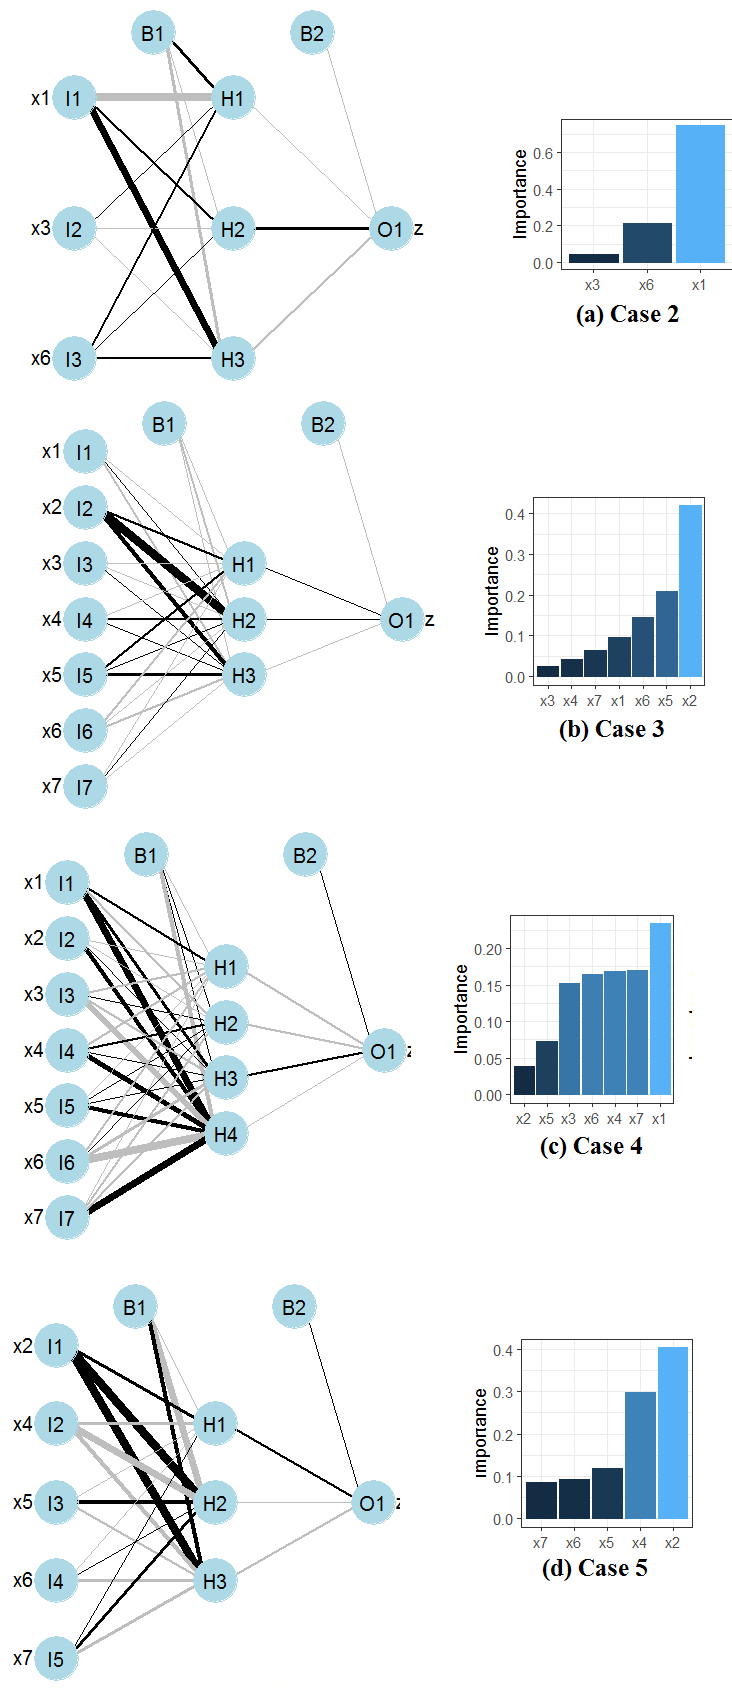 B1 B2
x1 I1 H1
x3 I2 H2 O1 z
x6 I3 H3
Importance
0.6
0.4
0.2
0.0
x3 x6 x1
(a) Case 2
B1 B2
x1 I1
x2 I2
x3 I3 H1
x4 I4 H2 O1 z
x5 I5 H3
x6 I6
x7 I7
Importance
0.4
0.3
0.2
0.1
0.0
x3 x4 x7 x1 x6 x5 x2
(b) Case 3
B1 B2
x1 I1
x2 I2
H1
x3 I3
H2
x4 I4 O1 z
H3
x5 I5
H4
x6 I6
x7 I7
Importance
0.20
0.15
0.10
0.05
0.00
x2 x5 x3 x6 x4 x7 x1
(c) Case 4
B1 B2
x2 I1
x4 I2 H1
x5 I3 H2 O1 z
x6 I4 H3
x7 I5
Importance
0.4
0.3
0.2
0.1
0.0
x7 x6 x5 x4 x2
(d) Case 5